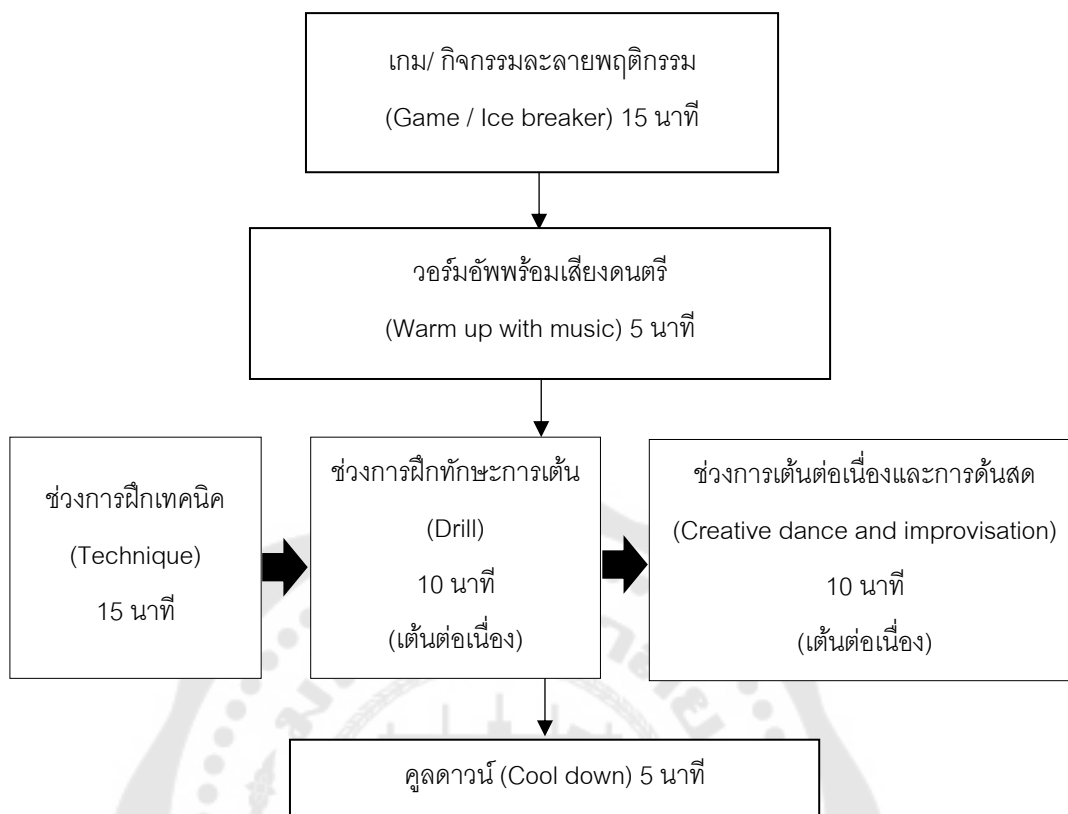 เกม/ กิจกรรมละลายพฤติกรรม
(Game / Ice breaker) 15 นาที
วอร์มอัพพร้อมเสียงดนตรี
(Warm up with music) 5 นาที
ช่วงการฝึกเทคนิค
(Technique)
15 นาที
ช่วงการฝึกทักษะการเต้น
(Drill)
10 นาที
(เต้นต่อเนื่อง)
ช่วงการเต้นต่อเนื่องและการด้นสด
(Creative dance and improvisation)
10 นาที
(เต้นต่อเนื่อง)
คูลดาวน์ (Cool down) 5 นาที